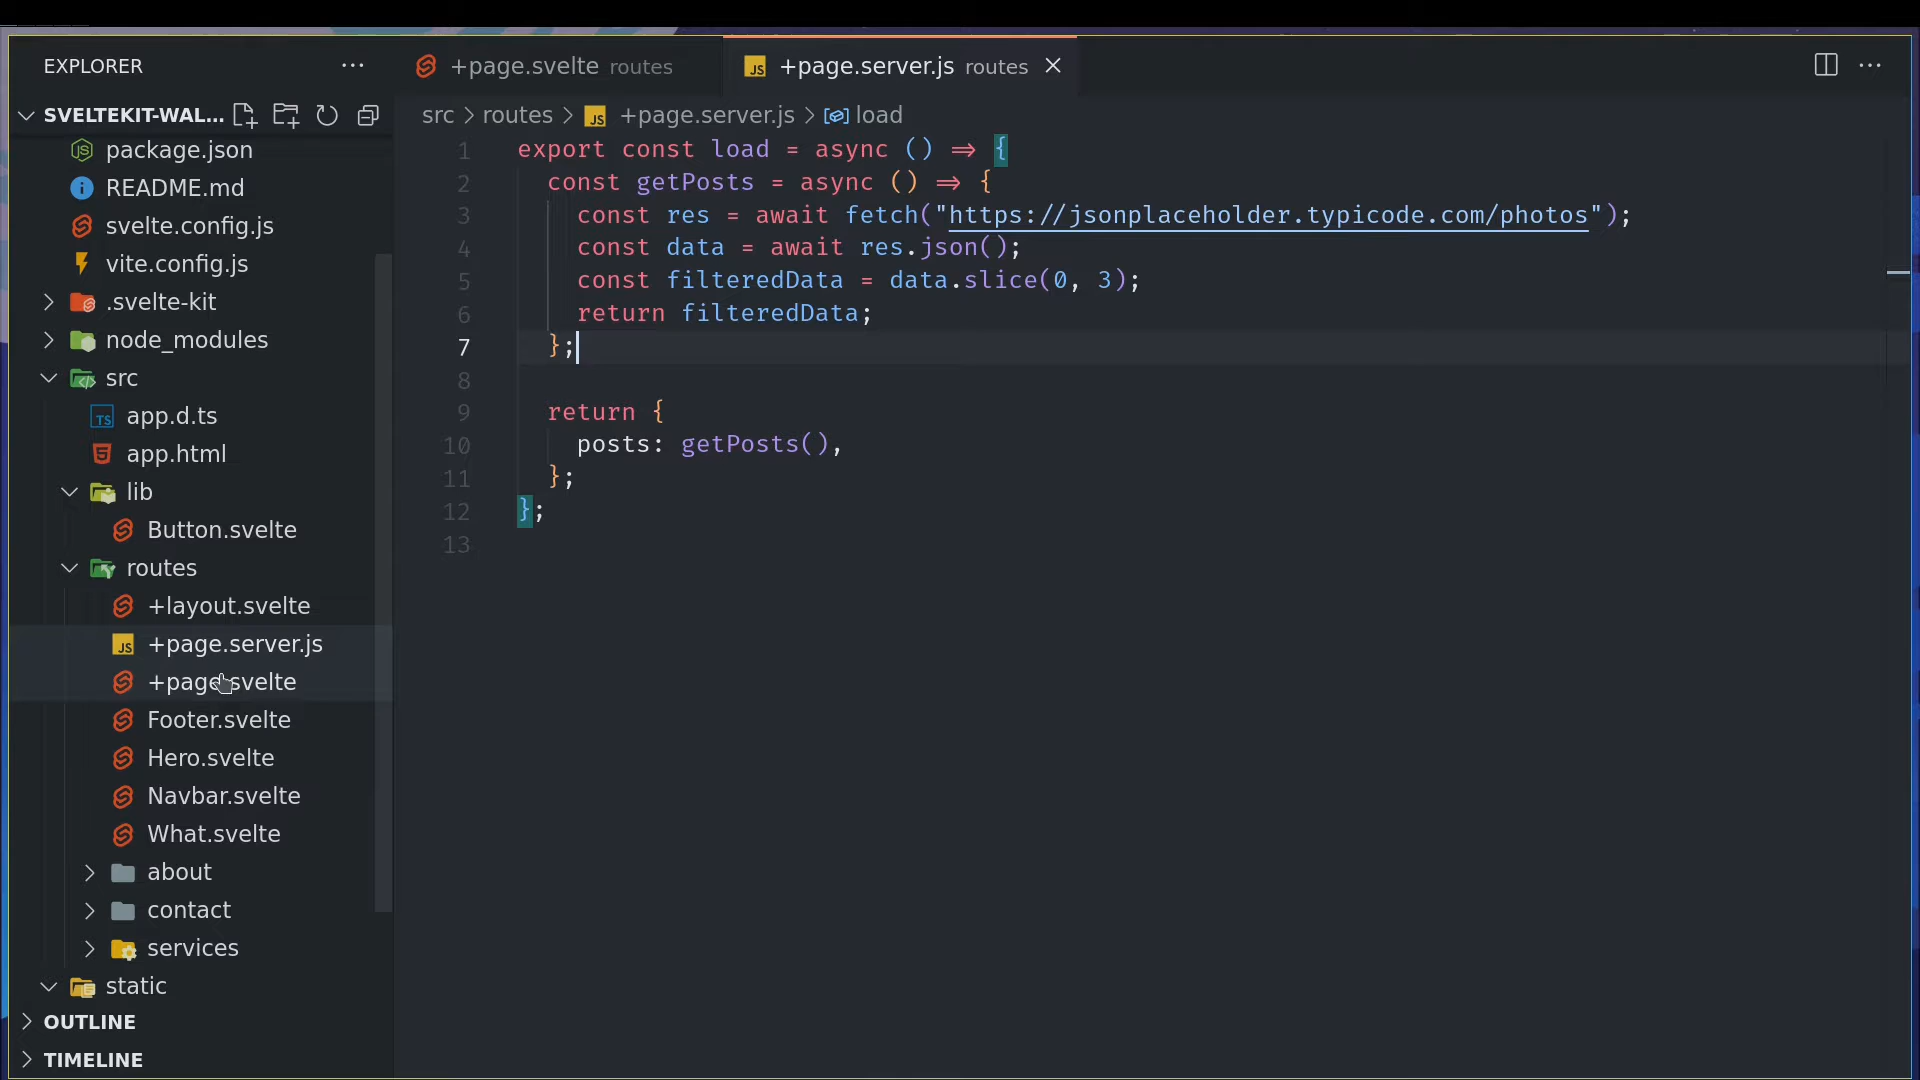 EXPLORER
SVELTEKIT-WAL...
package.json
README.md
svelte.config.js
vite.config.js
.svelte-kit
node_modules
src
app.d.ts
app.html
lib
Button.svelte
routes
+layout.svelte
+page.server.js
+page.svelte
Footer.svelte
Hero.svelte
Navbar.svelte
What.svelte
about
contact
services
static
OUTLINE
TIMELINE
+page.svelte routes
+page.server.js routes
src > routes > +page.server.js > load
1 export const load = async () => {
2 const getPosts = async () => {
3 const res = await fetch("https://jsonplaceholder.typicode.com/photos");
4 const data = await res.json();
5 const filteredData = data.slice(0, 3);
6 return filteredData;
7 };
8
9 return {
10 posts: getPosts(),
11 };
12 };
13